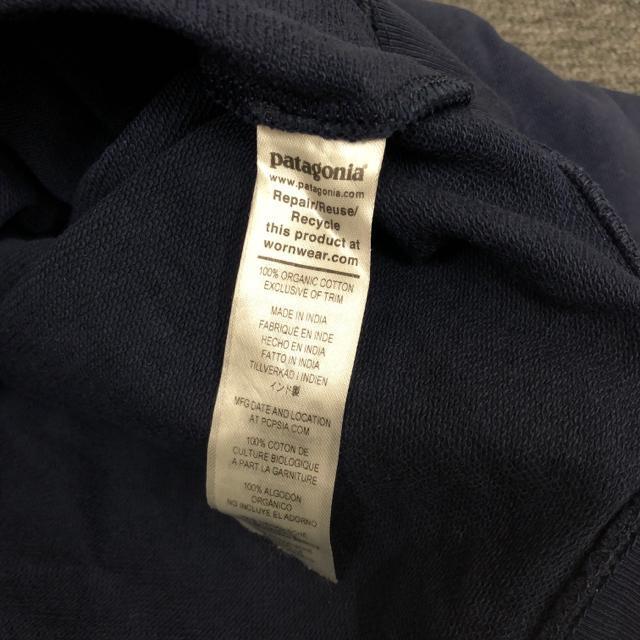 patagonia®
www.patagonia.com
Repair/Reuse/
Recycle
this product at
wornwear.com
100% ORGANIC COTTON
EXCLUSIVE OF TRIM
MADE IN INDIA
FABRIQUÉ EN INDE
HECHO EN INDIA
FATTO IN INDIA
TILLVERKAD I INDIEN
インド製
MFG DATE AND LOCATION
AT PCPSIA.COM
100% COTON DE
CULTURE BIOLOGIQUE
A PART LA GARNITURE
100% ALGODÓN
ORGÁNICO
NO INCLUYE EL ADORNO